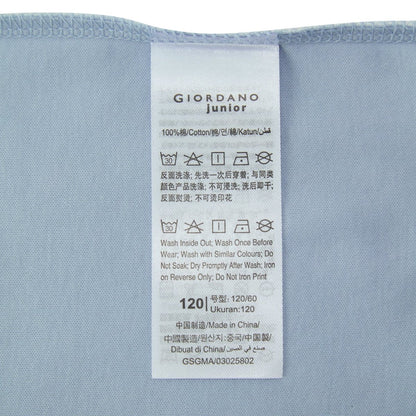 GIORDANO
junior
100%棉/Cotton/綿/면/棉/Katun/قطن
30
反面洗涤; 先洗一次后穿着; 与同类
颜色产品洗涤; 不可浸洗; 洗后即干;
反面熨烫; 不可熨印花
30
Wash Inside Out; Wash Once Before
Wear; Wash with Similar Colours; Do
Not Soak; Dry Promptly After Wash; Iron
on Reverse Only; Do Not Iron Print
120 号型: 120/60
Ukuran: 120
中国制造/Made in China/
中國製造/원산지:중국/中国製/
Dibuat di China/صنع في الصين
GSGMA/03025802